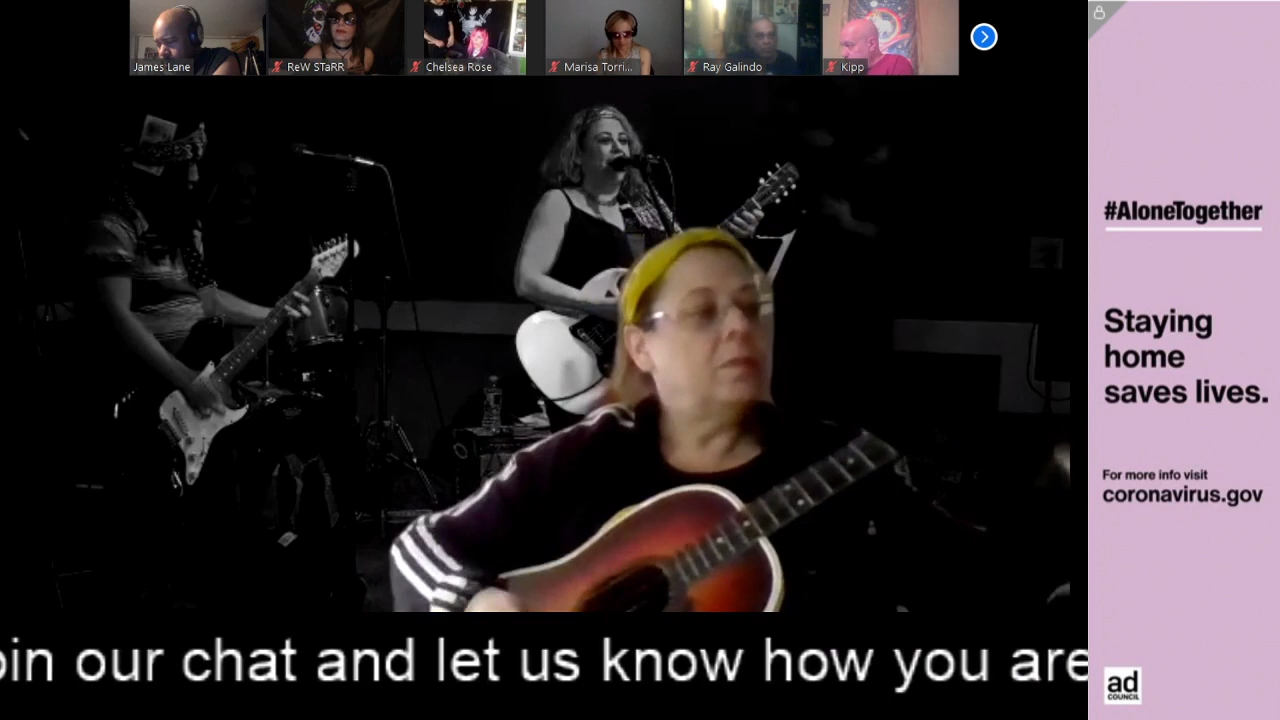 James Lane
ReW STaRR
Chelsea Rose
Marisa Torri...
Ray Galindo
Kipp
#AloneTogether
Staying
home
saves lives.
For more info visit
coronavirus.gov
oin our chat and let us know how you are
ad
COUNCIL